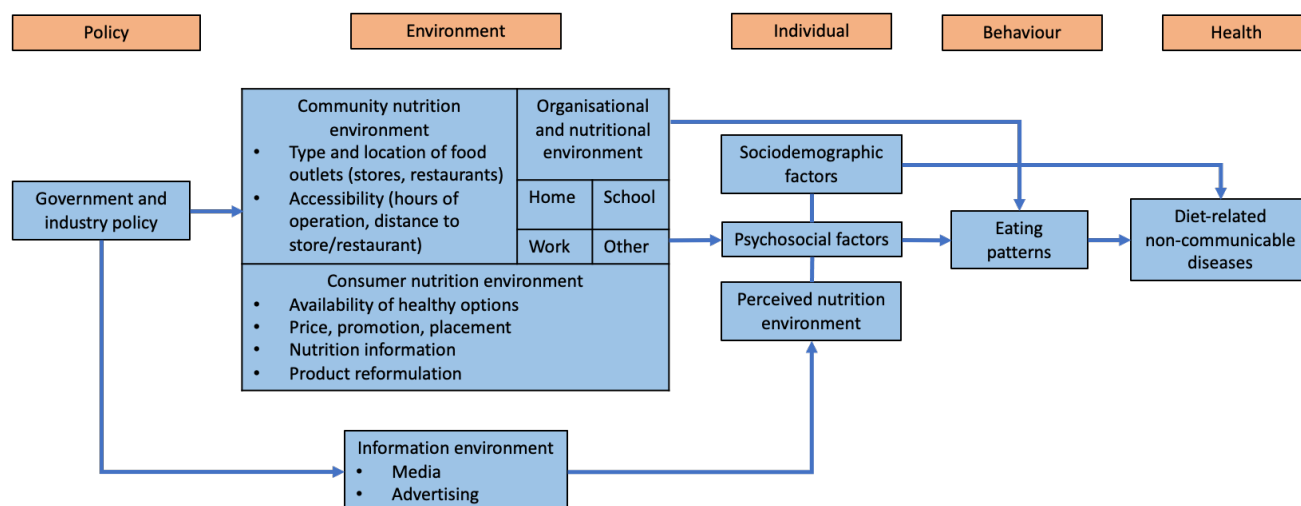 Policy
Environment
Individual
Behaviour
Health
Government and
industry policy
Community nutrition
environment
• Type and location of food
outlets (stores, restaurants)
• Accessibility (hours of
operation, distance to
store/restaurant)
Organisational
and nutritional
environment
Home
School
Work
Other
Consumer nutrition environment
• Availability of healthy options
• Price, promotion, placement
• Nutrition information
• Product reformulation
Information environment
• Media
• Advertising
Sociodemographic
factors
Psychosocial factors
Perceived nutrition
environment
Eating
patterns
Diet-related
non-communicable
diseases